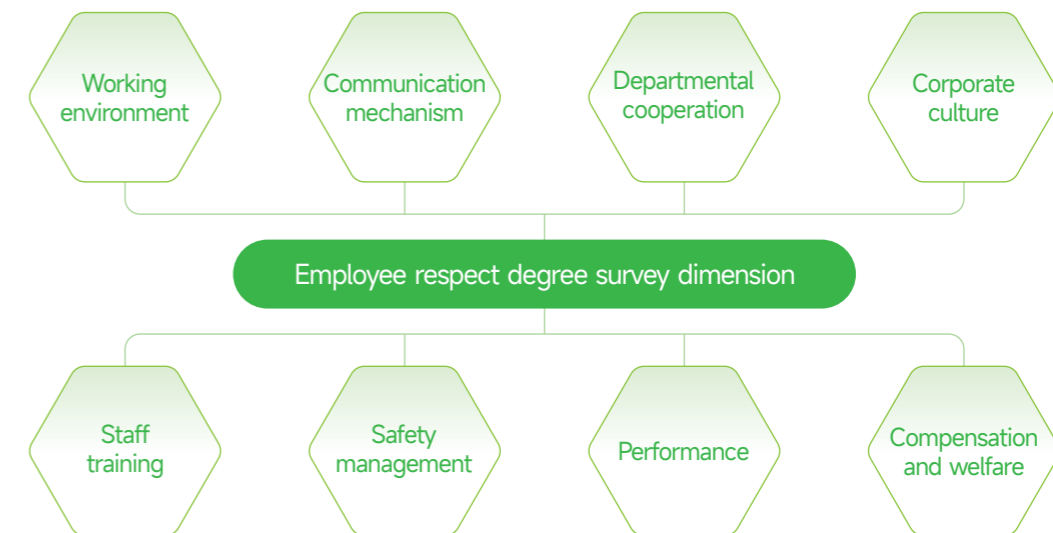 Working
environment
Communication
mechanism
Departmental
cooperation
Corporate
culture
Employee respect degree survey dimension
Staff
training
Safety
management
Performance
Compensation
and welfare